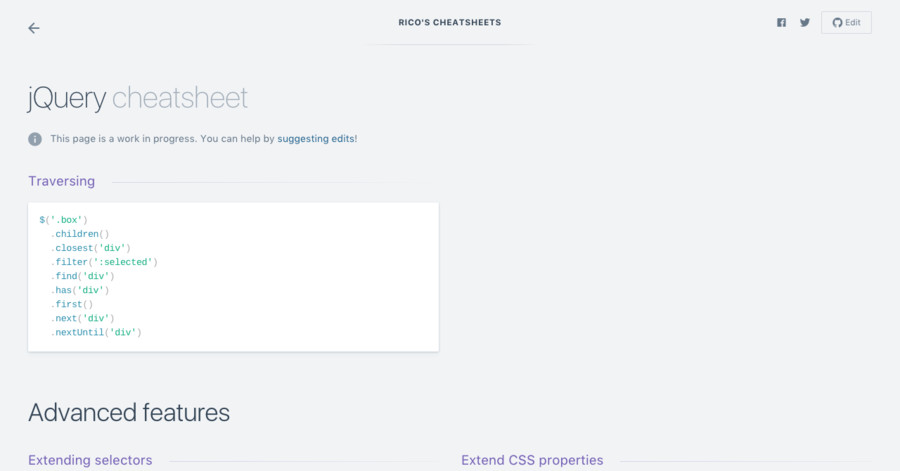 RICO'S CHEATSHEETS
Edit
jQuery cheatsheet
This page is a work in progress. You can help by suggesting edits!
Traversing
$('.box')
  .children()
  .closest('div')
  .filter(':selected')
  .find('div')
  .has('div')
  .first()
  .next('div')
  .nextUntil('div')
Advanced features
Extending selectors
Extend CSS properties